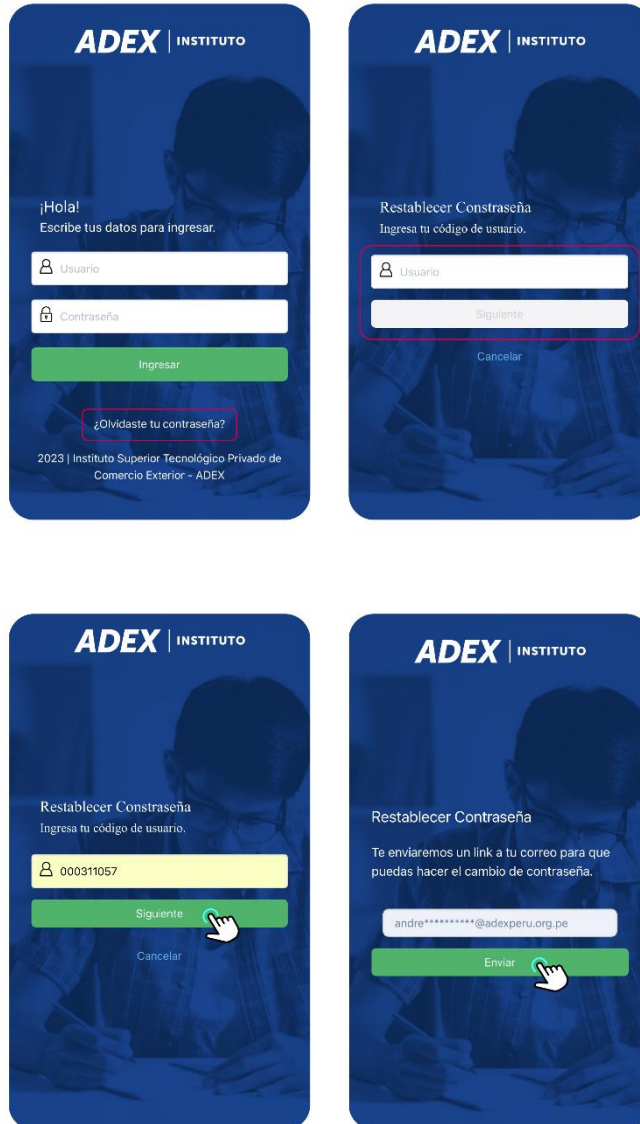 ADEX | INSTITUTO
¡Hola!
Escribe tus datos para ingresar.
Usuario
Contraseña
Ingresar
¿Olvidaste tu contraseña?
2023 | Instituto Superior Tecnológico Privado de
Comercio Exterior - ADEX
ADEX | INSTITUTO
Restablecer Constraseña
Ingresa tu código de usuario.
Usuario
Siguiente
Cancelar
ADEX | INSTITUTO
Restablecer Constraseña
Ingresa tu código de usuario.
000311057
Siguiente
Cancelar
ADEX | INSTITUTO
Restablecer Contraseña
Te enviaremos un link a tu correo para que
puedas hacer el cambio de contraseña.
andre**********@adexperu.org.pe
Enviar